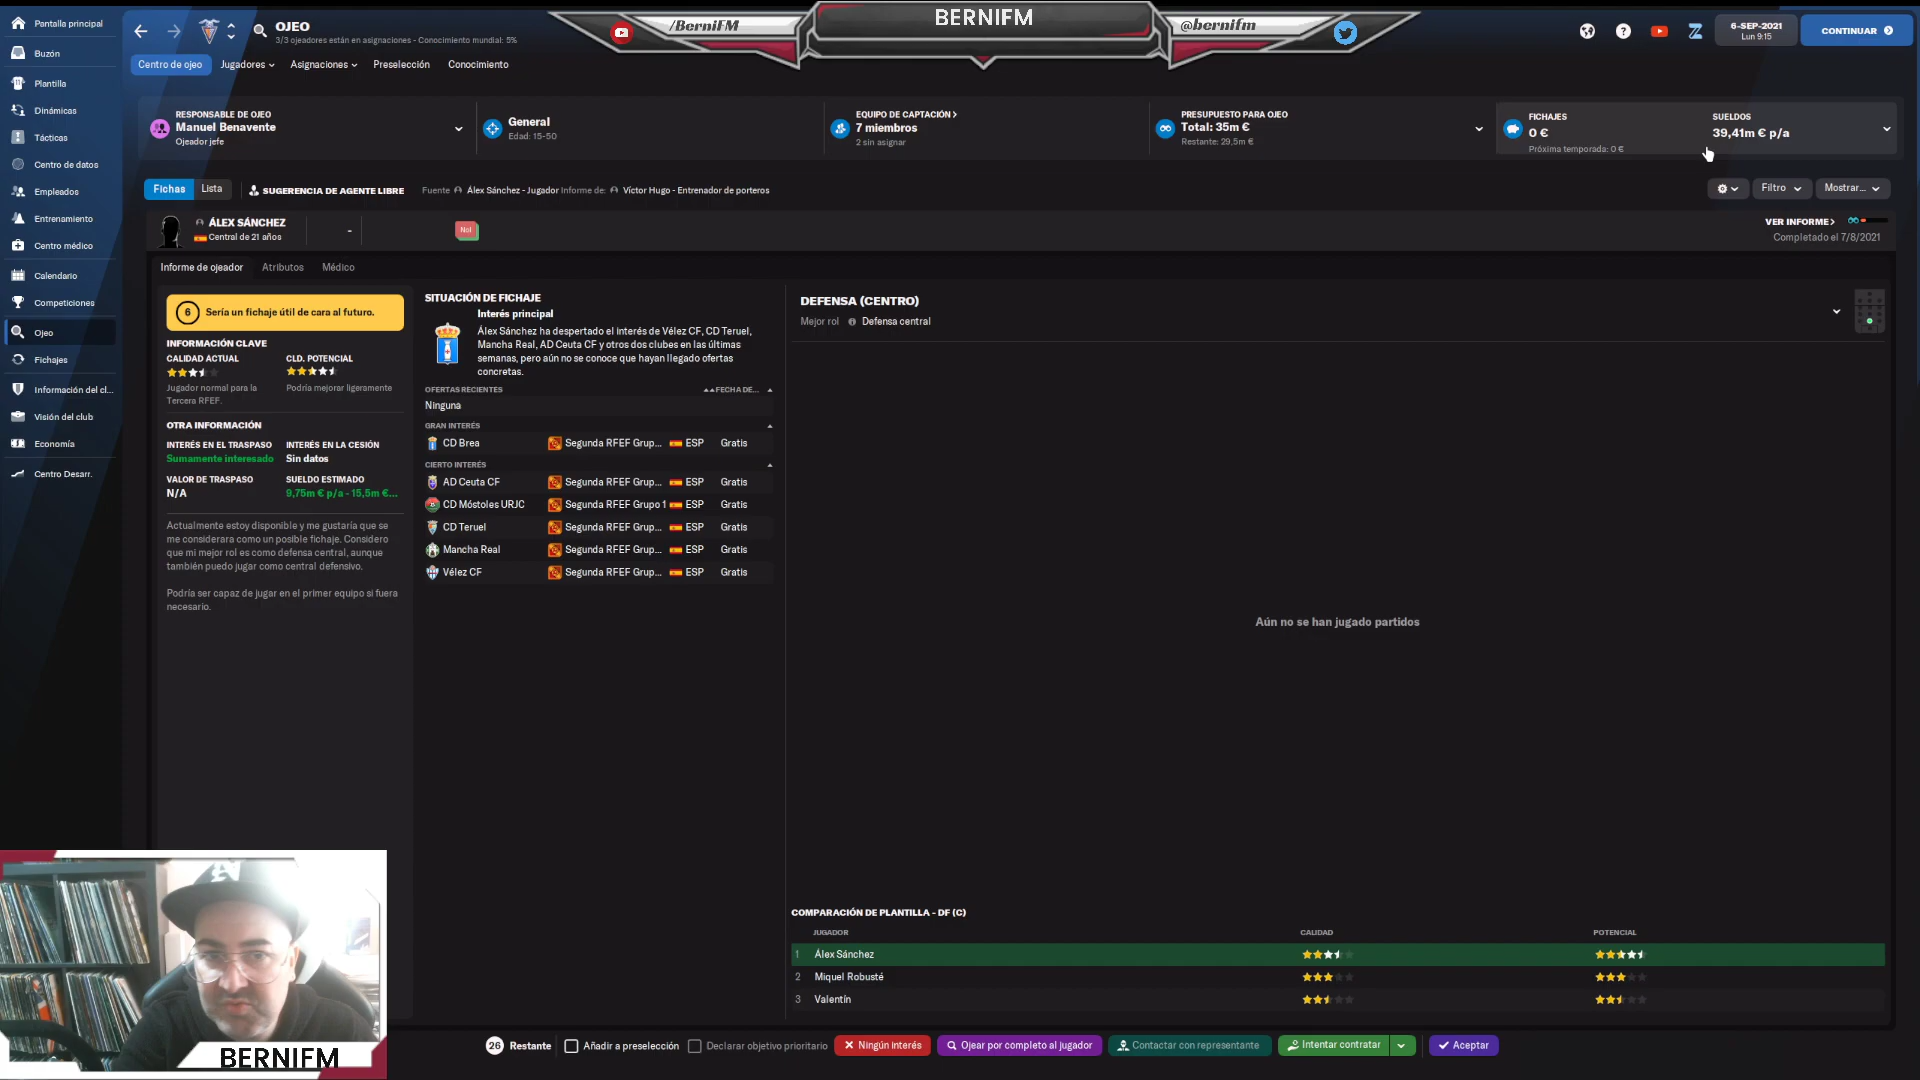 Pantalla principal
Buzón
Plantilla
Dinámicas
Tácticas
Centro de datos
Empleados
Entrenamiento
Centro médico
Calendario
Competiciones
Ojeo
Fichajes
Información del cl...
Visión del club
Economía
Centro Desarr.
OJEO
3/3 ojeadores están en asignaciones - Conocimiento mundial: 5%
/BerniFM
BERNIFM
@bernifm
6-SEP-2021
Lun 9:15
CONTINUAR
Centro de ojeo
Jugadores
Asignaciones
Preselección
Conocimiento
RESPONSABLE DE OJEO
Manuel Benavente
Ojeador jefe
General
Edad: 15-50
EQUIPO DE CAPTACIÓN
7 miembros
2 sin asignar
PRESUPUESTO PARA OJEO
Total: 35m €
Restante: 29,5m €
FICHAJES
0 €
Próxima temporada: 0 €
SUELDOS
39,41m € p/a
Fichas
Lista
SUGERENCIA DE AGENTE LIBRE
Fuente Álex Sánchez - Jugador Informe de: Víctor Hugo - Entrenador de porteros
Filtro
Mostrar...
ÁLEX SÁNCHEZ
Central de 21 años
-
Nol
VER INFORME
Completado el 7/8/2021
Informe de ojeador
Atributos
Médico
6 Sería un fichaje útil de cara al futuro.
INFORMACIÓN CLAVE
CALIDAD ACTUAL
Jugador normal para la
Tercera RFEF.
CLD. POTENCIAL
Podría mejorar ligeramente
OTRA INFORMACIÓN
INTERÉS EN EL TRASPASO
Sumamente interesado
INTERÉS EN LA CESIÓN
Sin datos
VALOR DE TRASPASO
N/A
SUELDO ESTIMADO
9,75m € p/a - 15,5m €...
Actualmente estoy disponible y me gustaría que se
me considerara como un posible fichaje. Considero
que mi mejor rol es como defensa central, aunque
también puedo jugar como central defensivo.
Podría ser capaz de jugar en el primer equipo si fuera
necesario.
SITUACIÓN DE FICHAJE
Interés principal
Álex Sánchez ha despertado el interés de Vélez CF, CD Teruel,
Mancha Real, AD Ceuta CF y otros dos clubes en las últimas
semanas, pero aún no se conoce que hayan llegado ofertas
concretas.
OFERTAS RECIENTES
FECHA DE...
Ninguna
GRAN INTERÉS
CD Brea Segunda RFEF Grup... ESP Gratis
CIERTO INTERÉS
AD Ceuta CF Segunda RFEF Grup... ESP Gratis
CD Móstoles URJC Segunda RFEF Grupo 1 ESP Gratis
CD Teruel Segunda RFEF Grup... ESP Gratis
Mancha Real Segunda RFEF Grup... ESP Gratis
Vélez CF Segunda RFEF Grup... ESP Gratis
DEFENSA (CENTRO)
Mejor rol Defensa central
Aún no se han jugado partidos
COMPARACIÓN DE PLANTILLA - DF (C)
JUGADOR CALIDAD POTENCIAL
1 Álex Sánchez
2 Miquel Robusté
3 Valentín
26 Restante
Añadir a preselección
Declarar objetivo prioritario
Ningún interés
Ojear por completo al jugador
Contactar con representante
Intentar contratar
Aceptar
BERNIFM